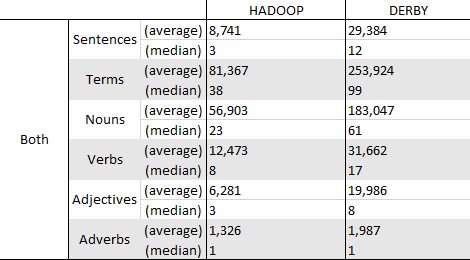 HADOOP DERBY
Sentences (average) 8,741 29,384
(median) 3 12
Terms (average) 81,367 253,924
(median) 38 99
Nouns (average) 56,903 183,047
(median) 23 61
Both
Verbs (average) 12,473 31,662
(median) 8 17
Adjectives (average) 6,281 19,986
(median) 3 8
Adverbs (average) 1,326 1,987
(median) 1 1